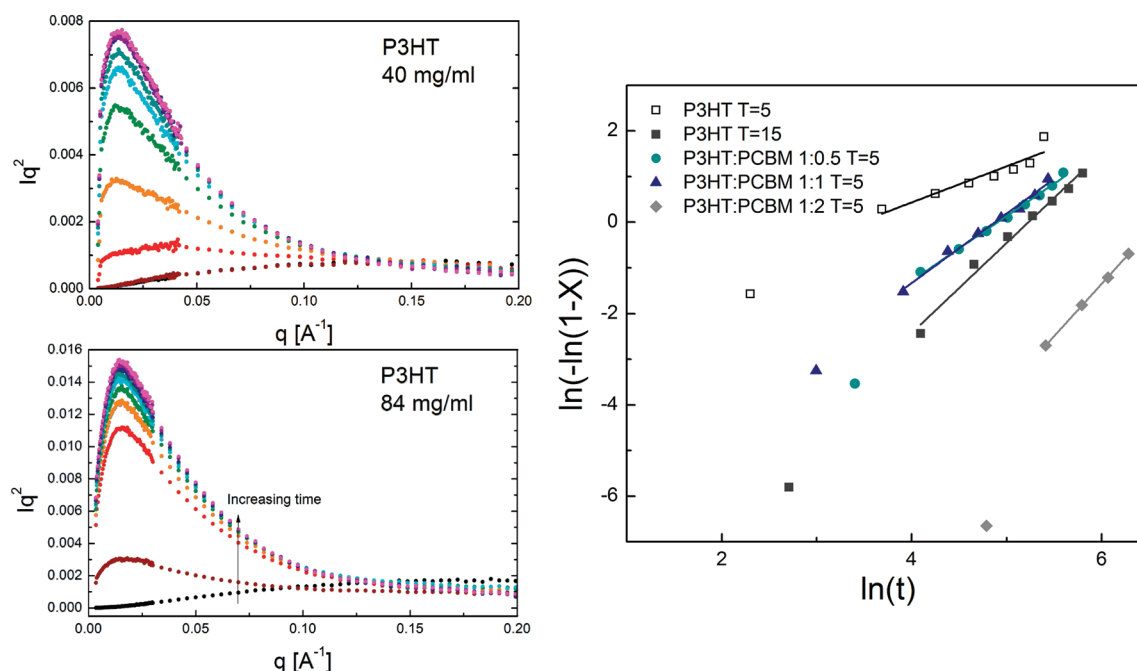 P3HT
40 mg/ml
Iq²
0.008
0.006
0.004
0.002
0.000
0.00 0.05 0.10 0.15 0.20
q [A⁻¹]
P3HT
84 mg/ml
Increasing time
Iq²
0.016
0.014
0.012
0.010
0.008
0.006
0.004
0.002
0.000
0.00 0.05 0.10 0.15 0.20
q [A⁻¹]
P3HT T=5
P3HT T=15
P3HT:PCBM 1:0.5 T=5
P3HT:PCBM 1:1 T=5
P3HT:PCBM 1:2 T=5
ln(-ln(1-X))
2
0
-2
-4
-6
2 4 6
ln(t)